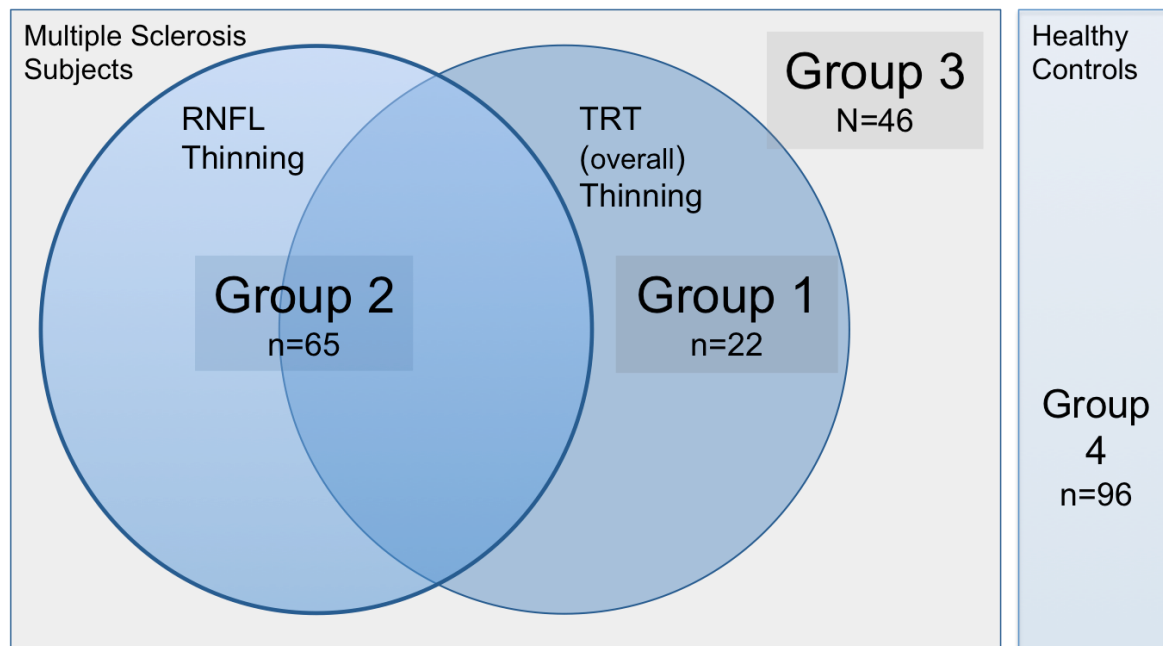 Multiple Sclerosis
Subjects
RNFL
Thinning
TRT
(overall)
Thinning
Group 3
N=46
Group 2
n=65
Group 1
n=22
Healthy
Controls
Group
4
n=96